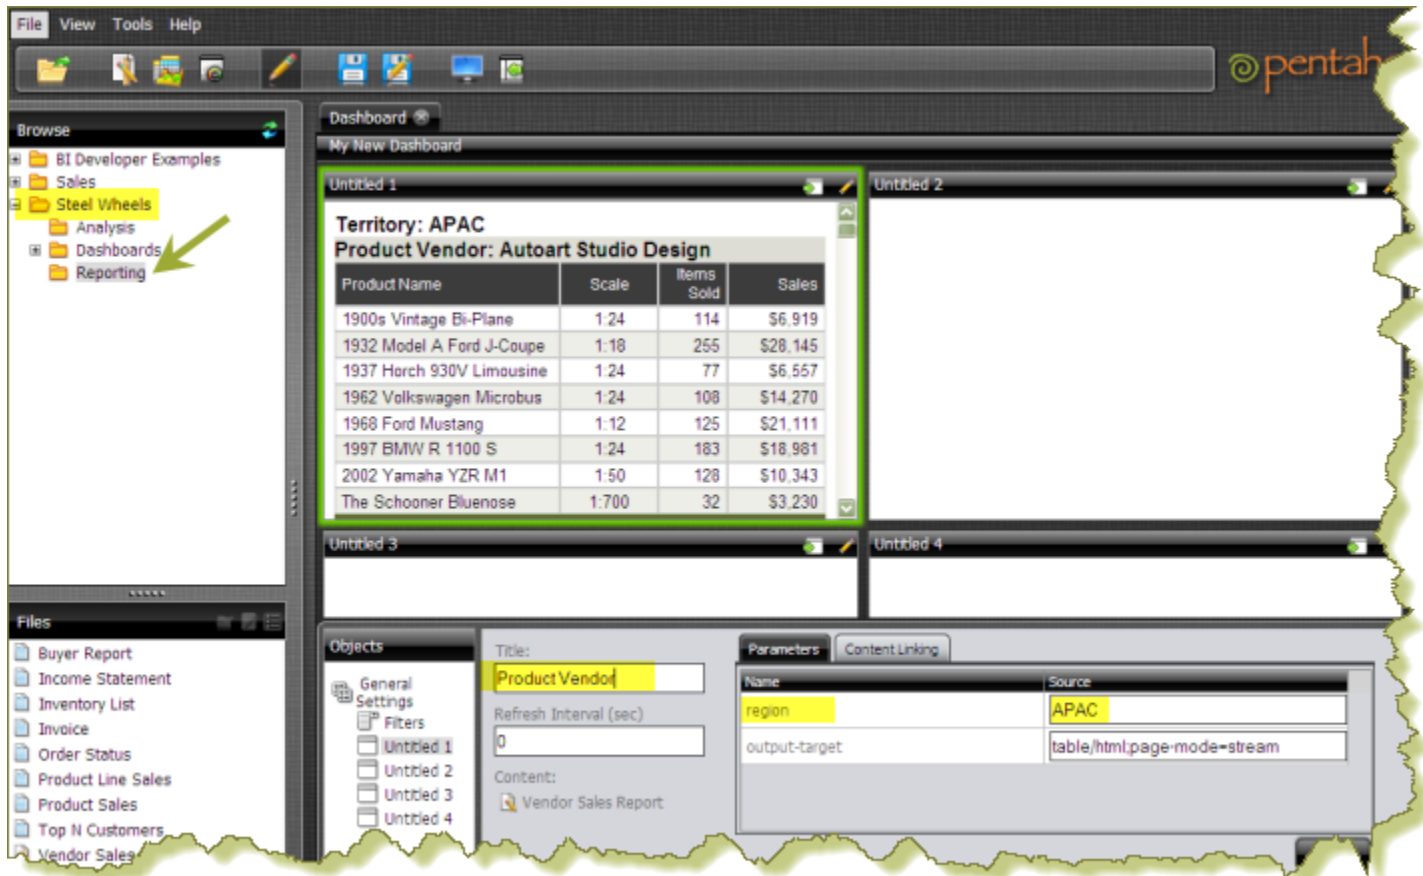 File View Tools Help
pentah
Browse
BI Developer Examples
Sales
Steel Wheels
Analysis
Dashboards
Reporting
Files
Buyer Report
Income Statement
Inventory List
Invoice
Order Status
Product Line Sales
Product Sales
Top N Customers
Vendor Sales
Dashboard
My New Dashboard
Untitled 1
Territory: APAC
Product Vendor: Autoart Studio Design
Product Name Scale Items Sold Sales
1900s Vintage Bi-Plane 1:24 114 $6,919
1932 Model A Ford J-Coupe 1:18 255 $28,145
1937 Horch 930V Limousine 1:24 77 $6,557
1962 Volkswagen Microbus 1:24 108 $14,270
1968 Ford Mustang 1:12 125 $21,111
1997 BMW R 1100 S 1:24 183 $18,981
2002 Yamaha YZR M1 1:50 128 $10,343
The Schooner Bluenose 1:700 32 $3,230
Untitled 2
Untitled 3
Untitled 4
Objects
General
Settings
Filters
Untitled 1
Untitled 2
Untitled 3
Untitled 4
Title:
Product Vendor
Refresh Interval (sec)
0
Content:
Vendor Sales Report
Parameters Content Linking
Name Source
region APAC
output-target table/html;page-mode=stream